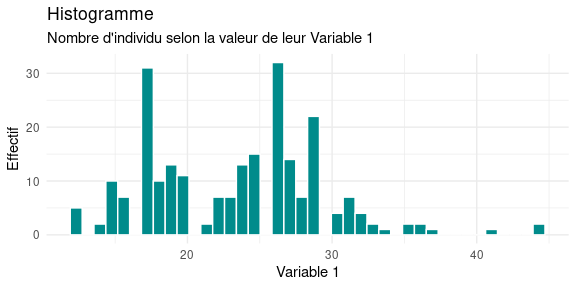 Histogramme
Nombre d'individu selon la valeur de leur Variable 1
30
20
10
0
Effectif
20
30
40
Variable 1